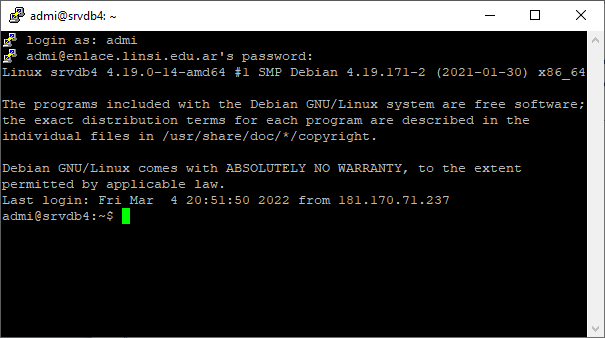 admi@srvdb4: ~
login as: admi
admi@enlace.linsi.edu.ar's password:
Linux srvdb4 4.19.0-14-amd64 #1 SMP Debian 4.19.171-2 (2021-01-30) x86_64

The programs included with the Debian GNU/Linux system are free software;
the exact distribution terms for each program are described in the
individual files in /usr/share/doc/*/copyright.

Debian GNU/Linux comes with ABSOLUTELY NO WARRANTY, to the extent
permitted by applicable law.
Last login: Fri Mar  4 20:51:50 2022 from 181.170.71.237
admi@srvdb4:~$